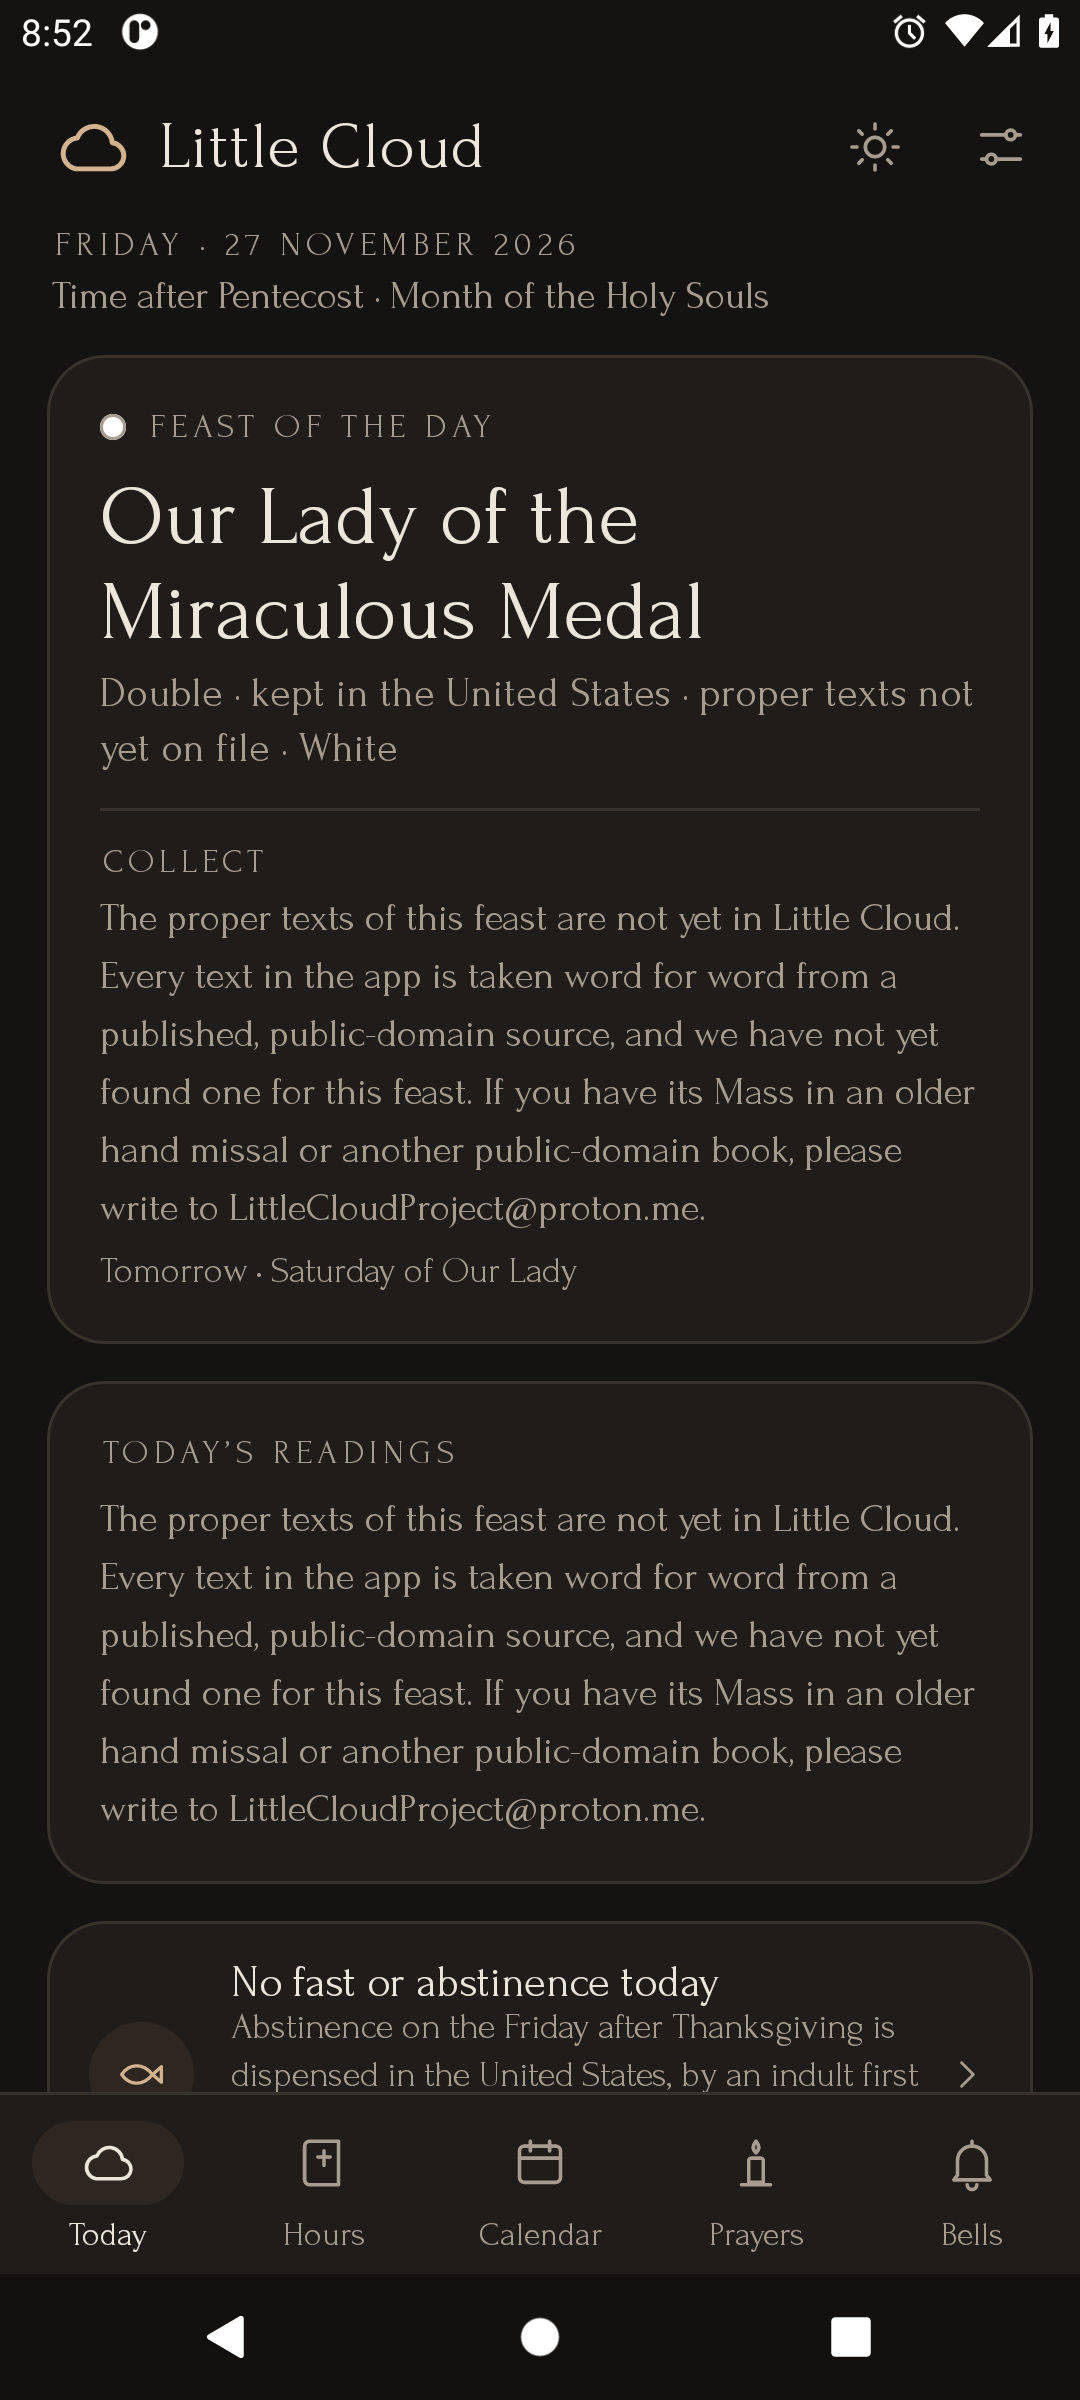 8:52
Little Cloud
FRIDAY · 27 NOVEMBER 2026
Time after Pentecost · Month of the Holy Souls
FEAST OF THE DAY
Our Lady of the
Miraculous Medal
Double · kept in the United States · proper texts not
yet on file · White
COLLECT
The proper texts of this feast are not yet in Little Cloud.
Every text in the app is taken word for word from a
published, public-domain source, and we have not yet
found one for this feast. If you have its Mass in an older
hand missal or another public-domain book, please
write to LittleCloudProject@proton.me.
Tomorrow · Saturday of Our Lady
TODAY’S READINGS
The proper texts of this feast are not yet in Little Cloud.
Every text in the app is taken word for word from a
published, public-domain source, and we have not yet
found one for this feast. If you have its Mass in an older
hand missal or another public-domain book, please
write to LittleCloudProject@proton.me.
No fast or abstinence today
Abstinence on the Friday after Thanksgiving is
dispensed in the United States, by an indult first
Today
Hours
Calendar
Prayers
Bells